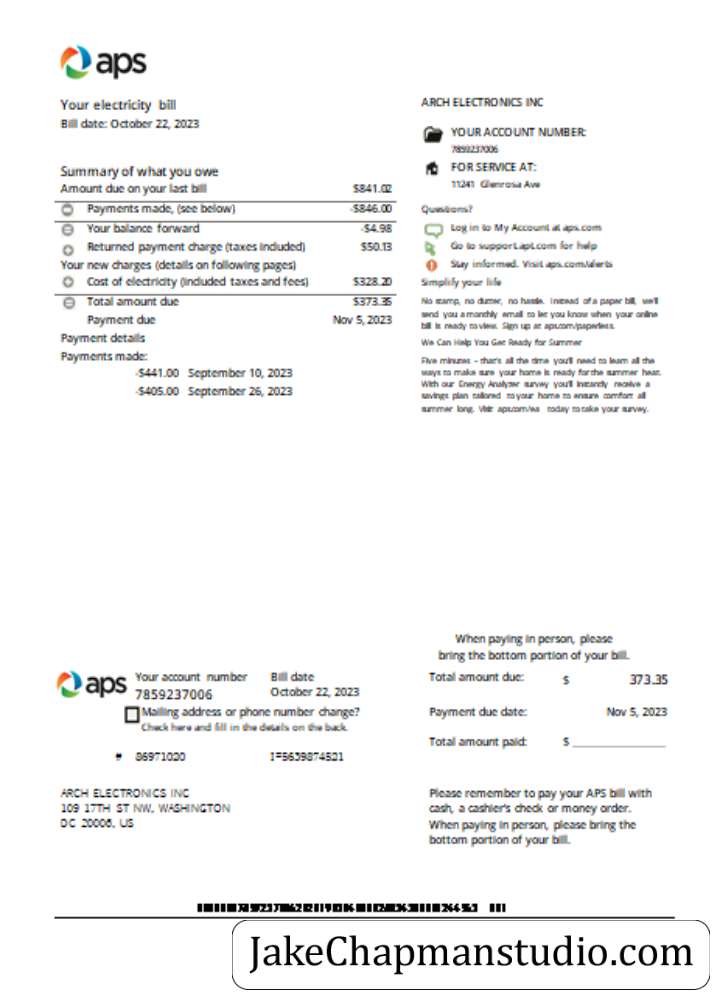 aps
Your electricity bill
Bill date: October 22, 2023
Summary of what you owe
Amount due on your last bill $841.02
Payments made, (see below) -$846.00
Your balance forward -$4.98
Returned payment charge (taxes included) $50.13
Your new charges (details on following pages)
Cost of electricity (included taxes and fees) $328.20
Total amount due $373.35
Payment due Nov 5, 2023
Payment details
Payments made:
-$441.00 September 10, 2023
-$405.00 September 26, 2023
ARCH ELECTRONICS INC
YOUR ACCOUNT NUMBER:
7859237006
FOR SERVICE AT:
11241 Glenrosa Ave
Questions?
Log in to My Account at aps.com
Go to support.apt.com for help
Stay informed. Visit aps.com/alerts
Simplify your life
No stamp, no clutter, no hassle. Instead of a paper bill, we'll
send you a monthly email to let you know when your online
bill is ready to view. Sign up at aps.com/paperless.
We Can Help You Get Ready for Summer
Five minutes - that's all the time you'll need to learn all the
ways to make sure your home is ready for the summer heat.
With our Energy Analyzer survey you'll instantly receive a
savings plan tailored to your home to ensure comfort all
summer long. Visit aps.com/ea today to take your survey.
When paying in person, please
bring the bottom portion of your bill.
aps
Your account number Bill date
7859237006 October 22, 2023
Mailing address or phone number change?
Check here and fill in the details on the back.
# 86971020 1=5639874521
Total amount due: $ 373.35
Payment due date: Nov 5, 2023
Total amount paid: $
ARCH ELECTRONICS INC
109 17TH ST NW, WASHINGTON
DC 20006, US
Please remember to pay your APS bill with
cash, a cashier's check or money order.
When paying in person, please bring the
bottom portion of your bill.
JakeChapmanstudio.com